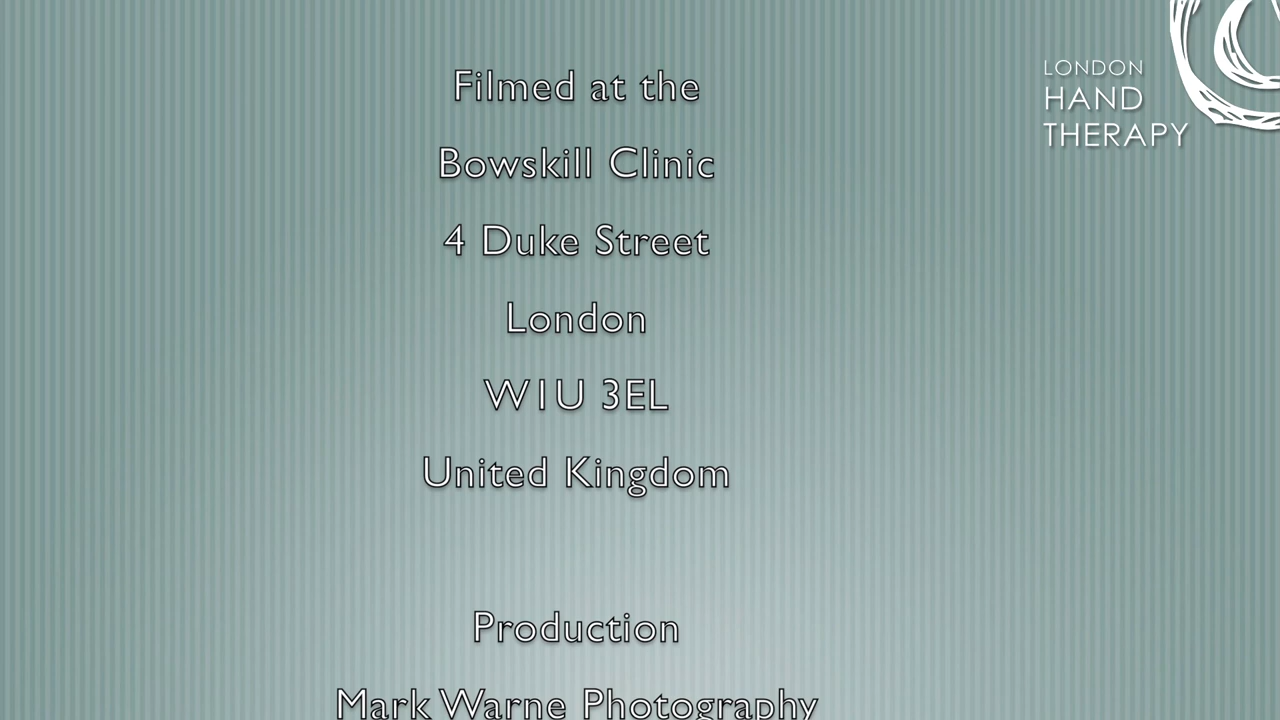 Filmed at the
Bowskill Clinic
4 Duke Street
London
W1U 3EL
United Kingdom
Production
Mark Warne Photography
LONDON
HAND
THERAPY